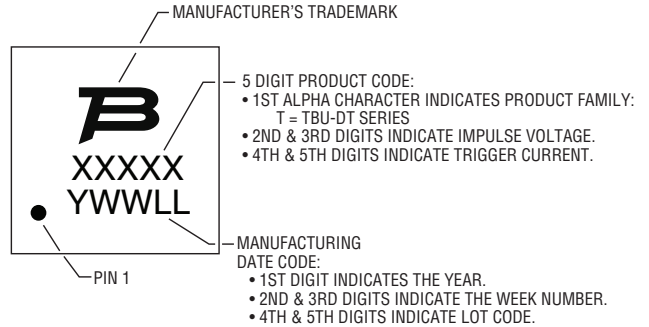 MANUFACTURER'S TRADEMARK
5 DIGIT PRODUCT CODE:
• 1ST ALPHA CHARACTER INDICATES PRODUCT FAMILY:
T = TBU-DT SERIES
• 2ND & 3RD DIGITS INDICATE IMPULSE VOLTAGE.
• 4TH & 5TH DIGITS INDICATE TRIGGER CURRENT.
XXXXX
YWWLL
MANUFACTURING
DATE CODE:
• 1ST DIGIT INDICATES THE YEAR.
• 2ND & 3RD DIGITS INDICATE THE WEEK NUMBER.
• 4TH & 5TH DIGITS INDICATE LOT CODE.
PIN 1